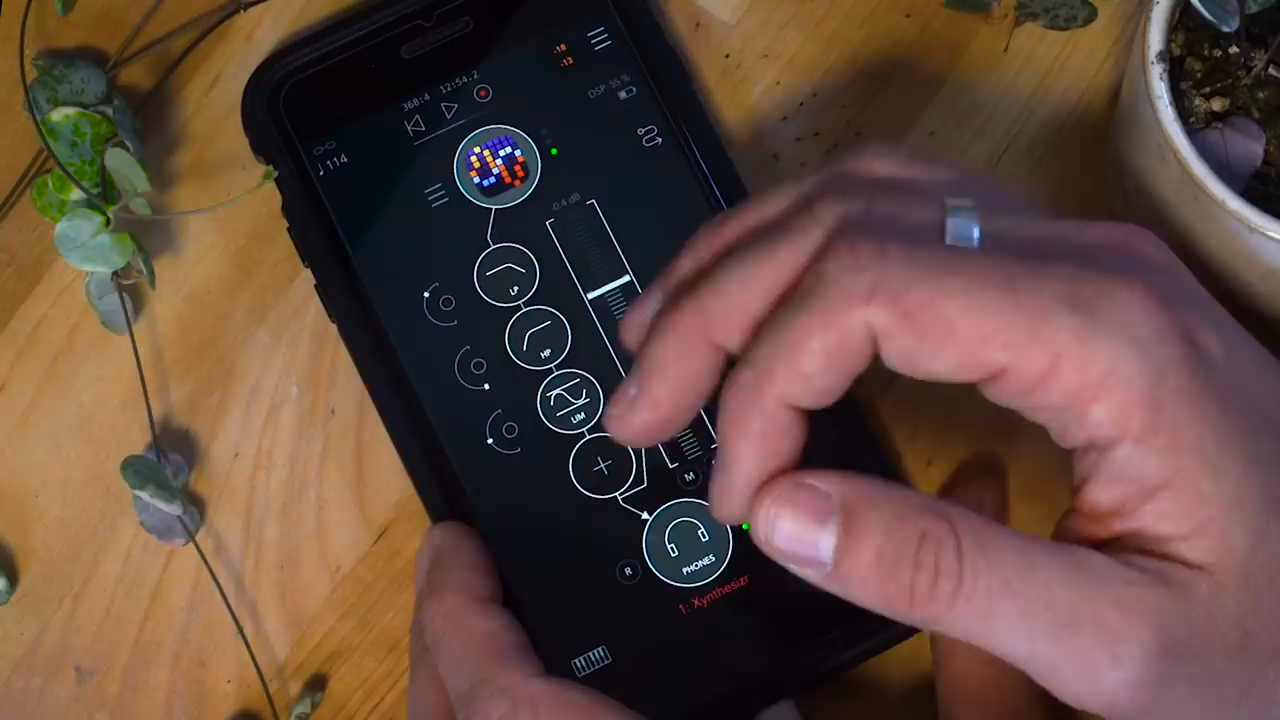 -18
-13
368:4 12:54.2
DSP 55 %
♩114
-0.4 dB
LP
HP
LIM
M
PHONES
R
1: Xynthesizr